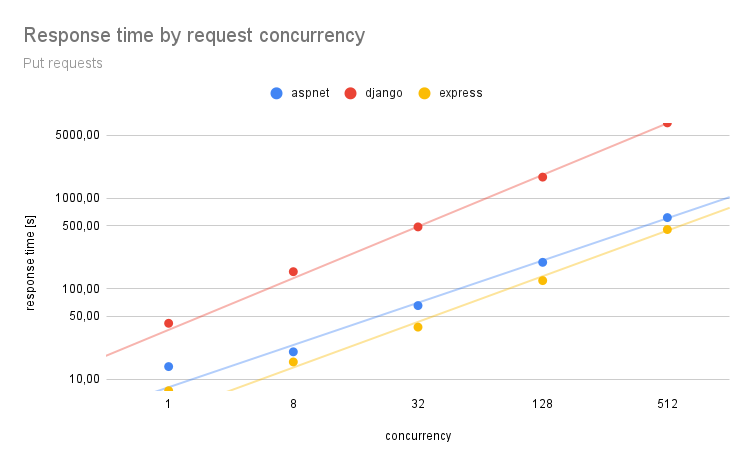 Response time by request concurrency
Put requests
aspnet django express
5000,00
1000,00
500,00
100,00
50,00
10,00
response time [s]
1 8 32 128 512
concurrency